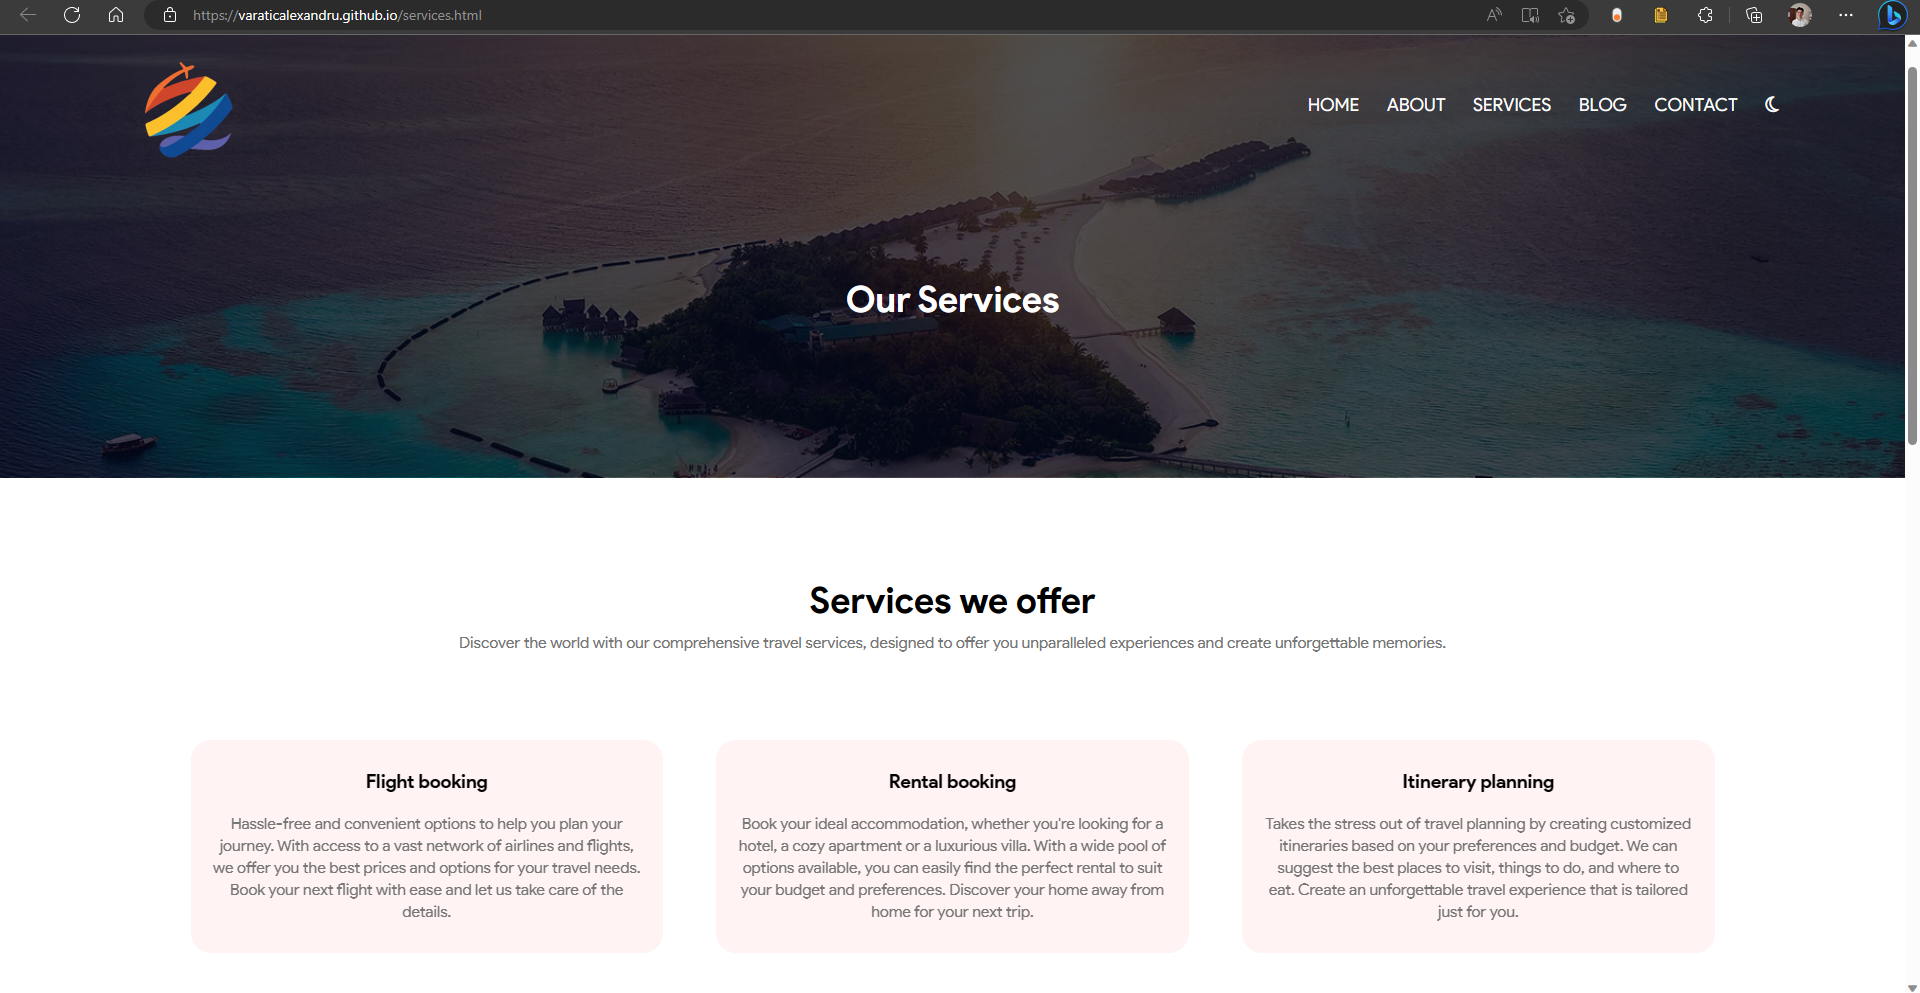 https://varaticalexandru.github.io/services.html
HOME ABOUT SERVICES BLOG CONTACT
Our Services
Services we offer
Discover the world with our comprehensive travel services, designed to offer you unparalleled experiences and create unforgettable memories.
Flight booking
Hassle-free and convenient options to help you plan your
journey. With access to a vast network of airlines and flights,
we offer you the best prices and options for your travel needs.
Book your next flight with ease and let us take care of the
details.
Rental booking
Book your ideal accommodation, whether you're looking for a
hotel, a cozy apartment or a luxurious villa. With a wide pool of
options available, you can easily find the perfect rental to suit
your budget and preferences. Discover your home away from
home for your next trip.
Itinerary planning
Takes the stress out of travel planning by creating customized
itineraries based on your preferences and budget. We can
suggest the best places to visit, things to do, and where to
eat. Create an unforgettable travel experience that is tailored
just for you.